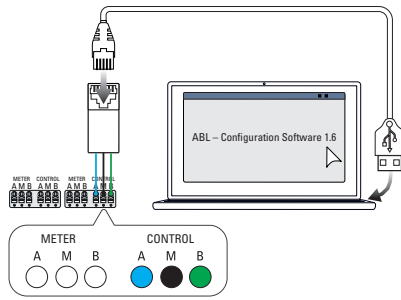 ABL – Configuration Software 1.6
METER CONTROL METER CONTROL
A M B A M B A M B A M B
METER CONTROL
A M B A M B